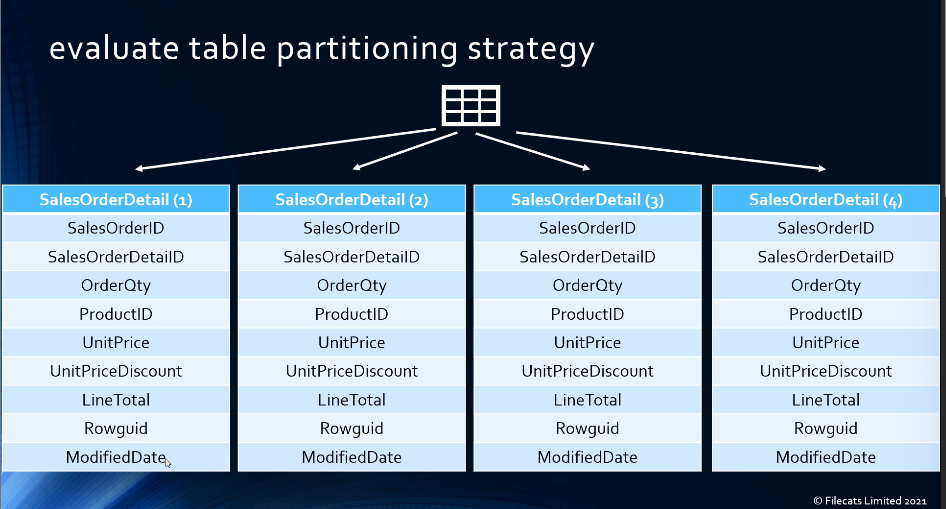 evaluate table partitioning strategy
SalesOrderDetail (1)
SalesOrderID
SalesOrderDetailID
OrderQty
ProductID
UnitPrice
UnitPriceDiscount
LineTotal
Rowguid
ModifiedDate
SalesOrderDetail (2)
SalesOrderID
SalesOrderDetailID
OrderQty
ProductID
UnitPrice
UnitPriceDiscount
LineTotal
Rowguid
ModifiedDate
SalesOrderDetail (3)
SalesOrderID
SalesOrderDetailID
OrderQty
ProductID
UnitPrice
UnitPriceDiscount
LineTotal
Rowguid
ModifiedDate
SalesOrderDetail (4)
SalesOrderID
SalesOrderDetailID
OrderQty
ProductID
UnitPrice
UnitPriceDiscount
LineTotal
Rowguid
ModifiedDate
© Filecats Limited 2021